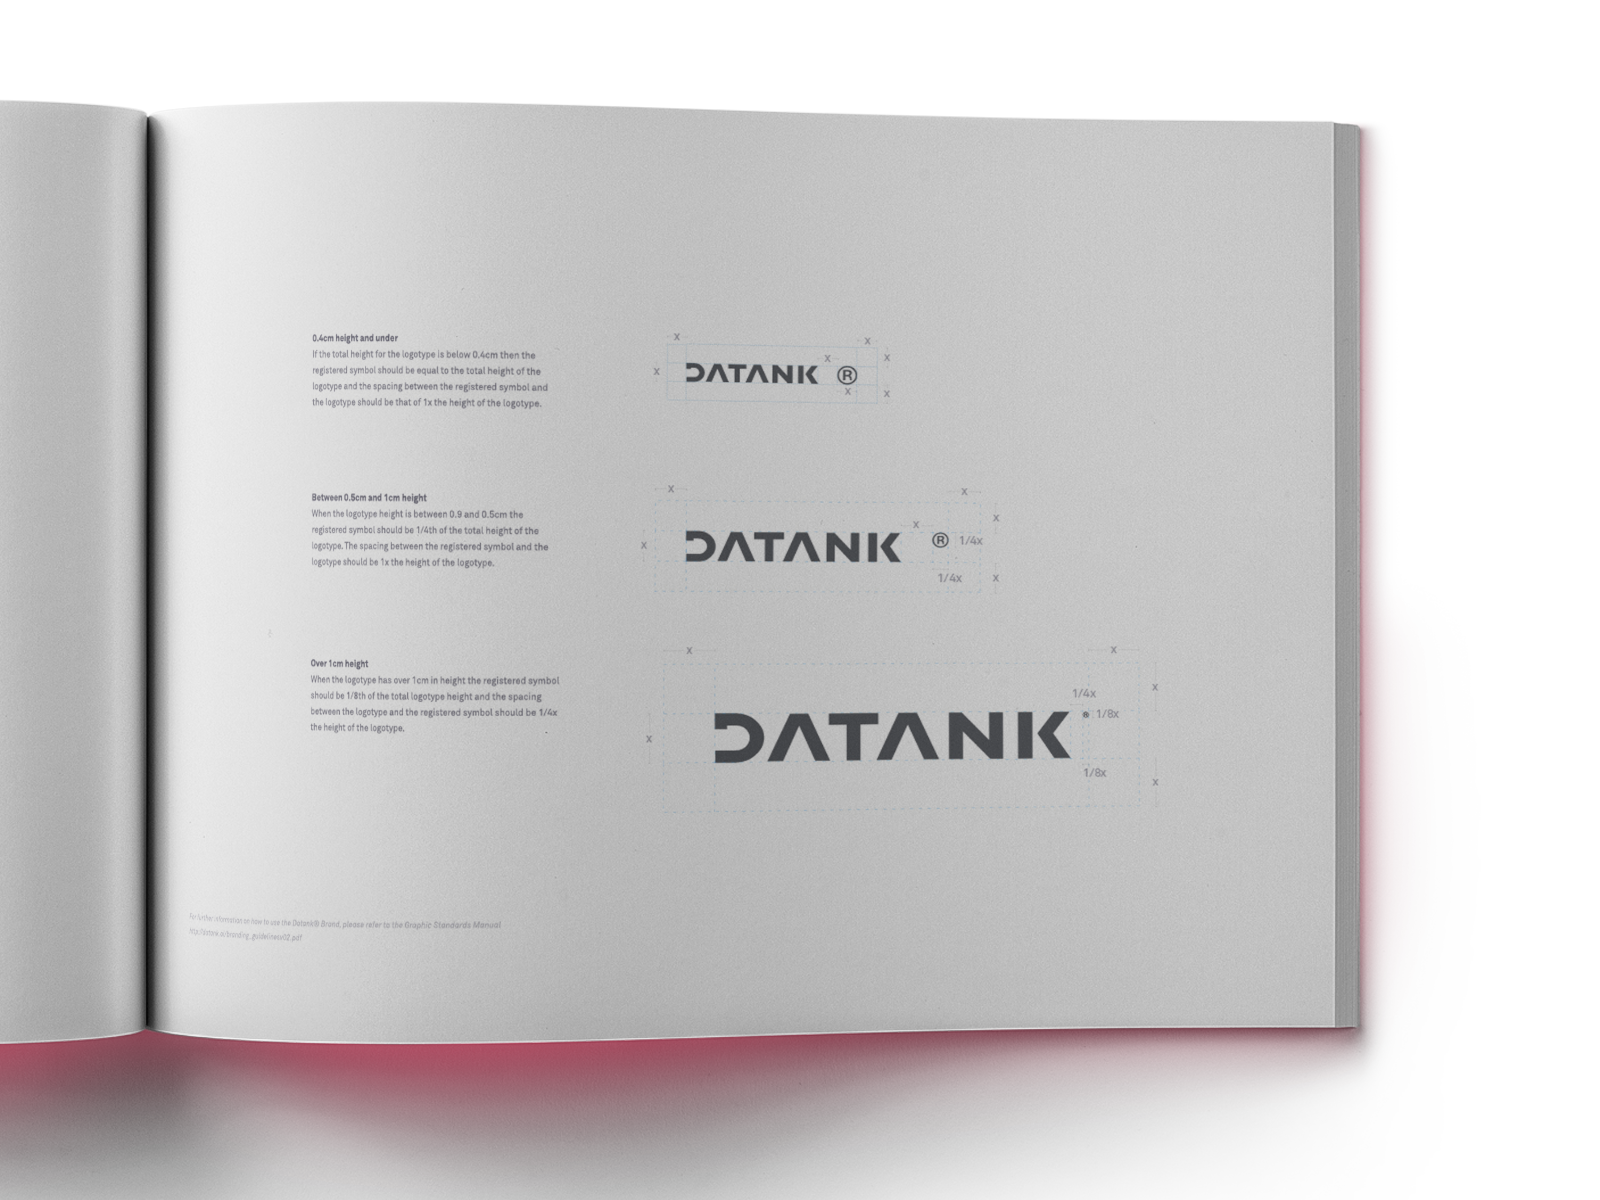 0.4cm height and under
If the total height for the logotype is below 0.4cm then the
registered symbol should be equal to the total height of the
logotype and the spacing between the registered symbol and
the logotype should be that of 1x the height of the logotype.
X
X
X
X
X
X
X
DATANK ®
Between 0.5cm and 1cm height
When the logotype height is between 0.9 and 0.5cm the
registered symbol should be 1/4th of the total height of the
logotype. The spacing between the registered symbol and the
logotype should be 1x the height of the logotype.
X
X
X
X
X
DATANK ® 1/4x
1/4x
X
Over 1cm height
When the logotype has over 1cm in height the registered symbol
should be 1/8th of the total logotype height and the spacing
between the logotype and the registered symbol should be 1/4x
the height of the logotype.
X
X
X
1/4x
DATANK ® 1/8x
X
1/8x
X
For further information on how to use the Datank® Brand, please refer to the Graphic Standards Manual